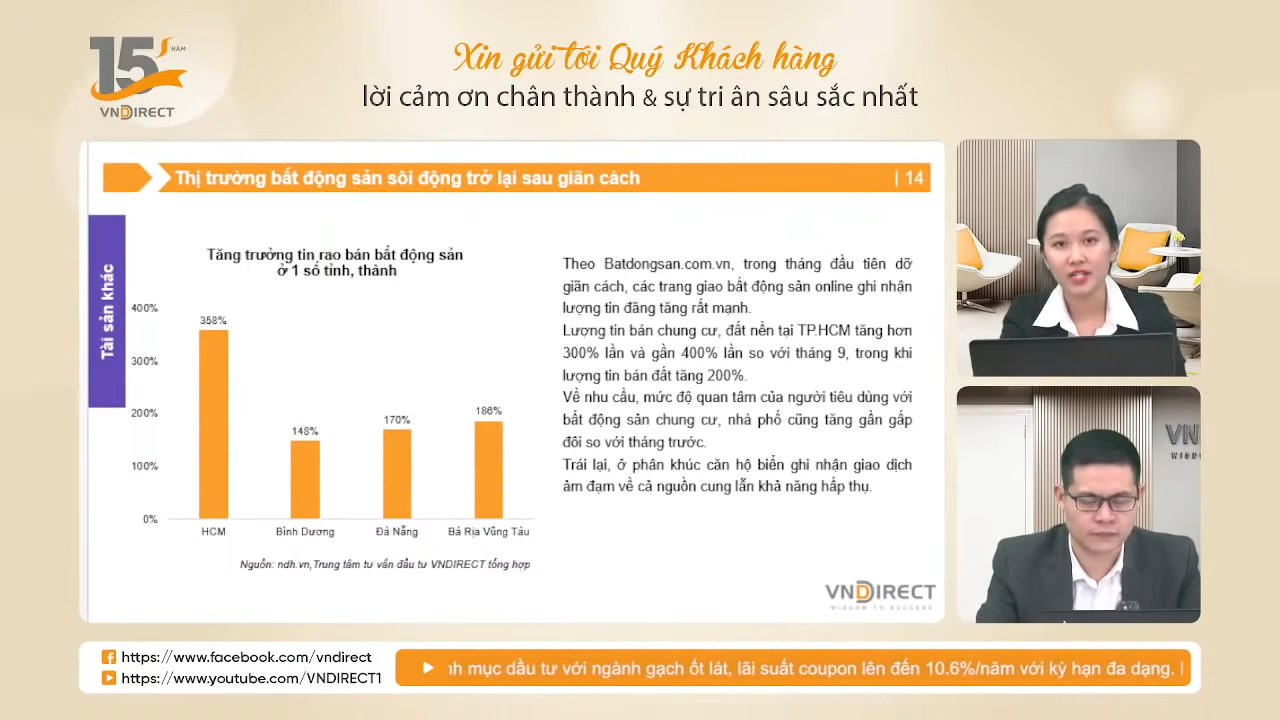 15 NĂM
VNDIRECT
Xin gửi tới Quý Khách hàng
lời cảm ơn chân thành & sự tri ân sâu sắc nhất
Thị trường bất động sản sôi động trở lại sau giãn cách
| 14
Tài sản khác
Tăng trưởng tin rao bán bất động sản
ở 1 số tỉnh, thành
400%
300%
200%
100%
0%
358%
148%
170%
186%
HCM
Bình Dương
Đà Nẵng
Bà Rịa Vũng Tàu
Nguồn: ndh.vn,Trung tâm tư vấn đầu tư VNDIRECT tổng hợp
Theo Batdongsan.com.vn, trong tháng đầu tiên dỡ
giãn cách, các trang giao bất động sản online ghi nhận
lượng tin đăng tăng rất mạnh.
Lượng tin bán chung cư, đất nền tại TP.HCM tăng hơn
300% lần và gần 400% lần so với tháng 9, trong khi
lượng tin bán đất tăng 200%.
Về nhu cầu, mức độ quan tâm của người tiêu dùng với
bất động sản chung cư, nhà phố cũng tăng gần gấp
đôi so với tháng trước.
Trái lại, ở phân khúc căn hộ biển ghi nhận giao dịch
ảm đạm về cả nguồn cung lẫn khả năng hấp thụ.
VNDIRECT
WISDOM TO SUCCESS
VN
WISD
https://www.facebook.com/vndirect
https://www.youtube.com/VNDIRECT1
nh mục dầu tư với ngành gạch ốt lát, lãi suất coupon lên đến 10.6%/năm với kỳ hạn đa dạng.